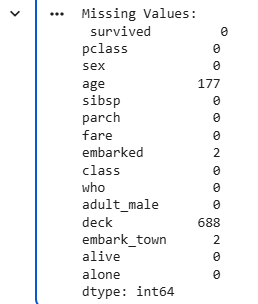 Missing Values:
survived 0
pclass 0
sex 0
age 177
sibsp 0
parch 0
fare 0
embarked 2
class 0
who 0
adult_male 0
deck 688
embark_town 2
alive 0
alone 0
dtype: int64